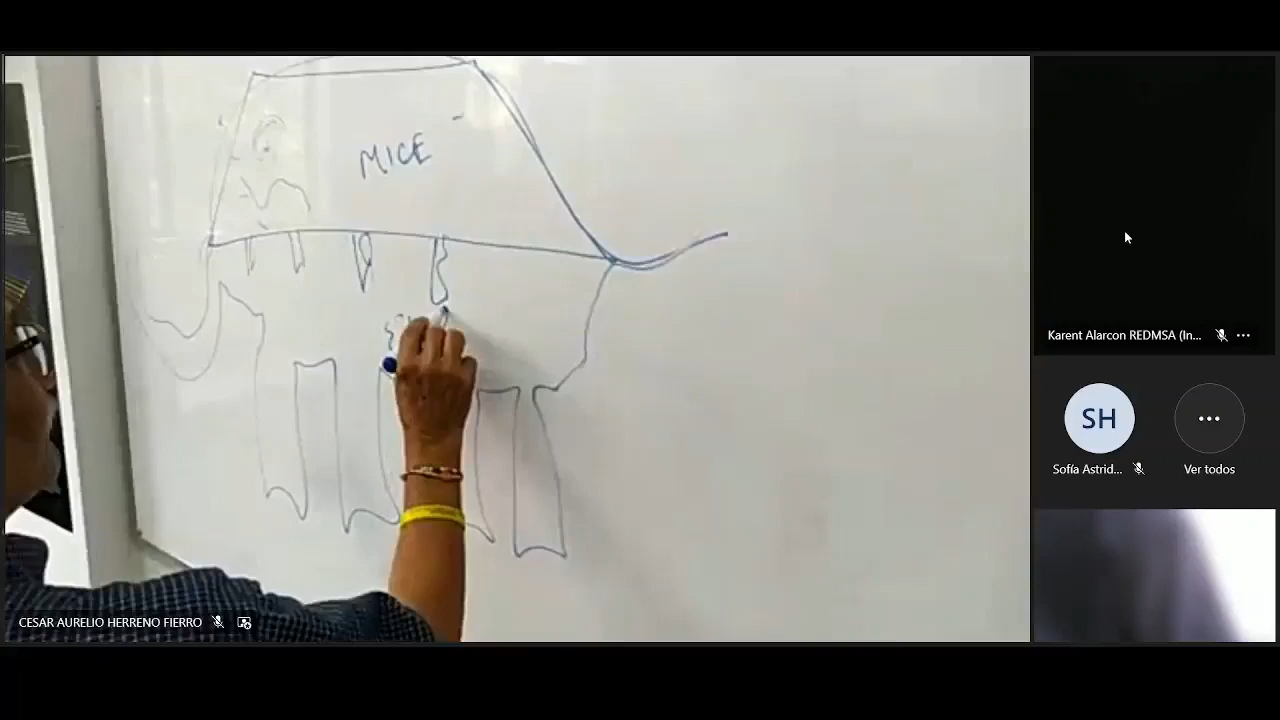 MICE
Karent Alarcon REDMSA (In...
SH
...
Sofía Astrid...
Ver todos
CESAR AURELIO HERRENO FIERRO